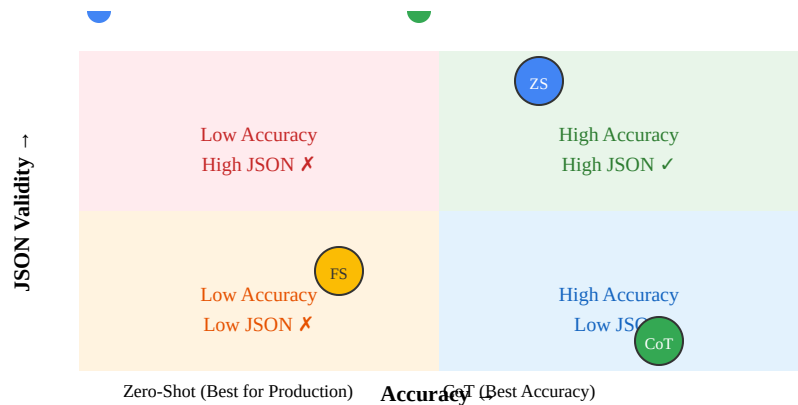 ZS
Low Accuracy
High JSON ✗
High Accuracy
High JSON ✓
JSON Validity →
FS
Low Accuracy
Low JSON ✗
High Accuracy
Low JSO
CoT
Zero-Shot (Best for Production)
Accuracy →
CoT (Best Accuracy)